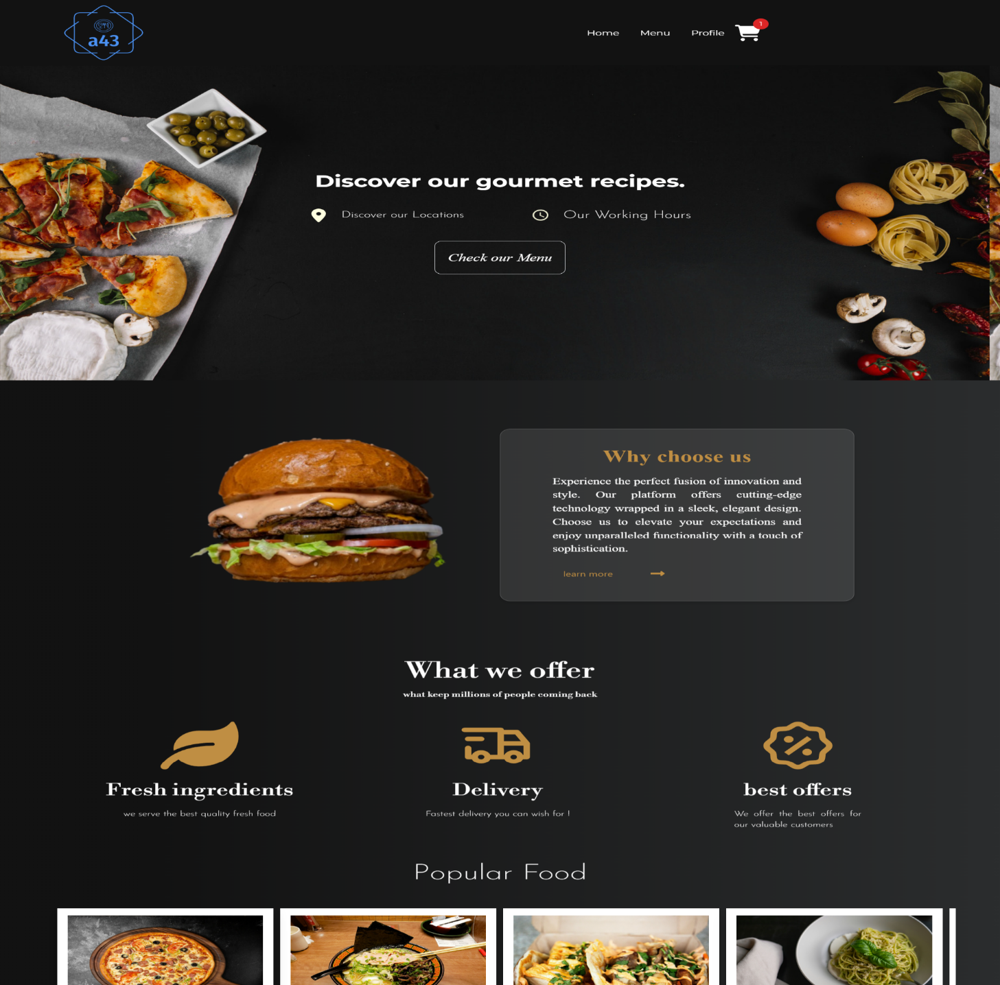 a43
Home
Menu
Profile
1
Discover our gourmet recipes.
Discover our Locations
Our Working Hours
Check our Menu
Why choose us
Experience the perfect fusion of innovation and
style. Our platform offers cutting-edge
technology wrapped in a sleek, elegant design.
Choose us to elevate your expectations and
enjoy unparalleled functionality with a touch of
sophistication.
learn more
What we offer
what keep millions of people coming back
Fresh ingredients
we serve the best quality fresh food
Delivery
Fastest delivery you can wish for !
best offers
We offer the best offers for
our valuable customers
Popular Food